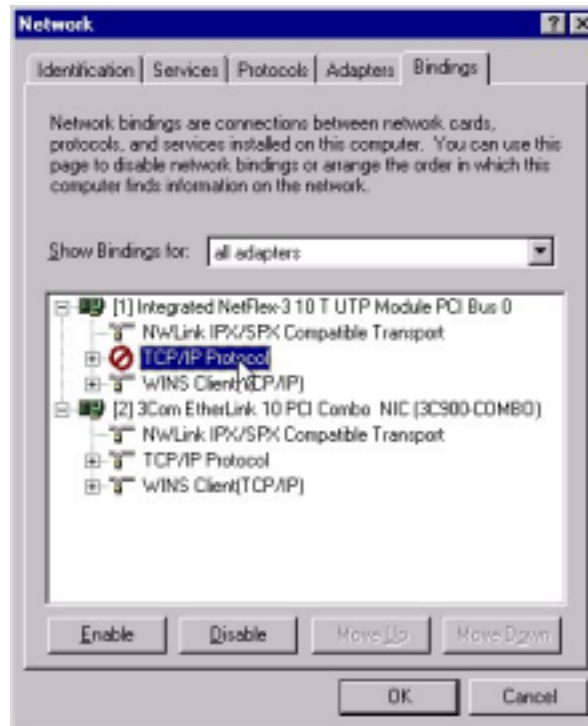 Network
Identification Services Protocols Adapters Bindings
Network bindings are connections between network cards,
protocols, and services installed on this computer. You can use this
page to disable network bindings or arrange the order in which this
computer finds information on the network.
Show Bindings for: all adapters
[1] Integrated NetFlex-3 10 T UTP Module PCI Bus 0
NWLink IPX/SPX Compatible Transport
TCP/IP Protocol
WINS Client(TCP/IP)
[2] 3Com EtherLink 10 PCI Combo NIC (3C900-COMBO)
NWLink IPX/SPX Compatible Transport
TCP/IP Protocol
WINS Client(TCP/IP)
Enable Disable Move Up Move Down
OK Cancel